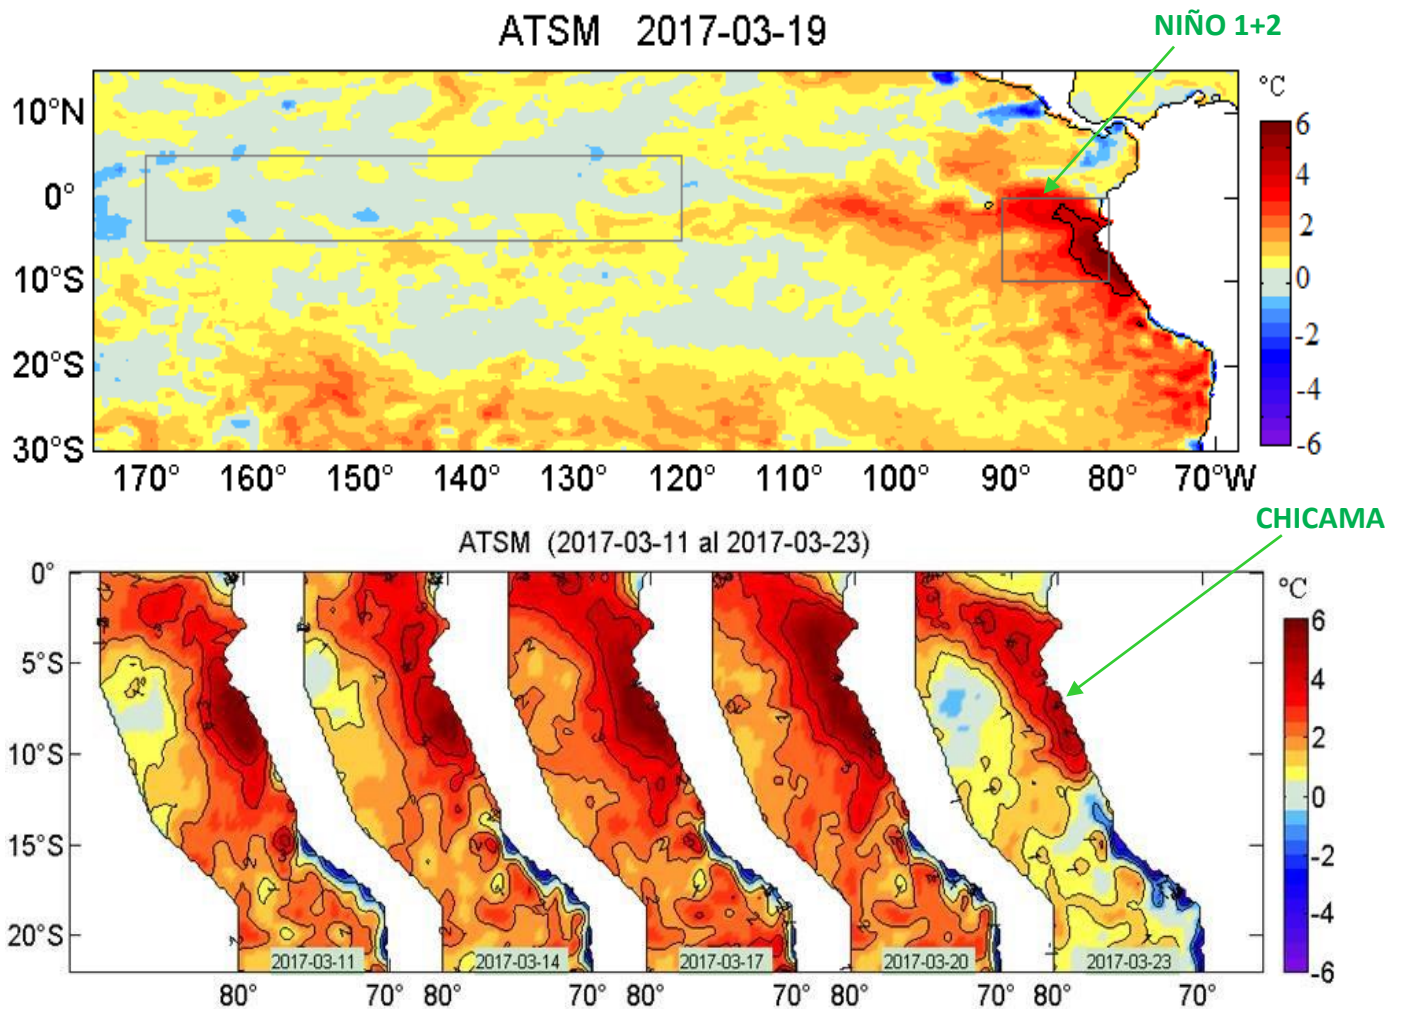 ATSM 2017-03-19
NIÑO 1+2
°C
10°N
0°
10°S
20°S
30°S
6
4
2
0
-2
-4
-6
170° 160° 150° 140° 130° 120° 110° 100° 90° 80° 70°W
CHICAMA
ATSM (2017-03-11 al 2017-03-23)
°C
0°
5°S
10°S
15°S
20°S
6
4
2
0
-2
-4
-6
2017-03-11 2017-03-14 2017-03-17 2017-03-20 2017-03-23
80° 70° 80° 80° 70° 80° 70° 80° 70°